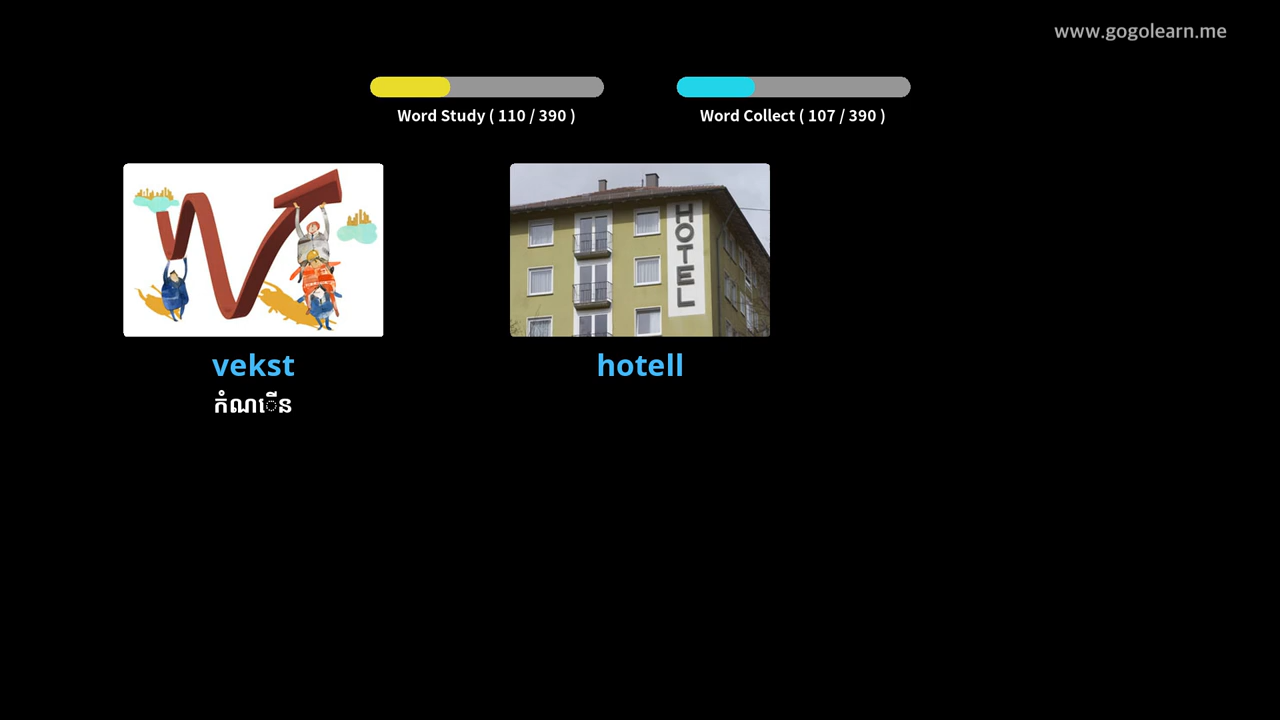 www.gogolearn.me
Word Study ( 110 / 390 )
Word Collect ( 107 / 390 )
HOTEL
vekst
hotell
កំណើន